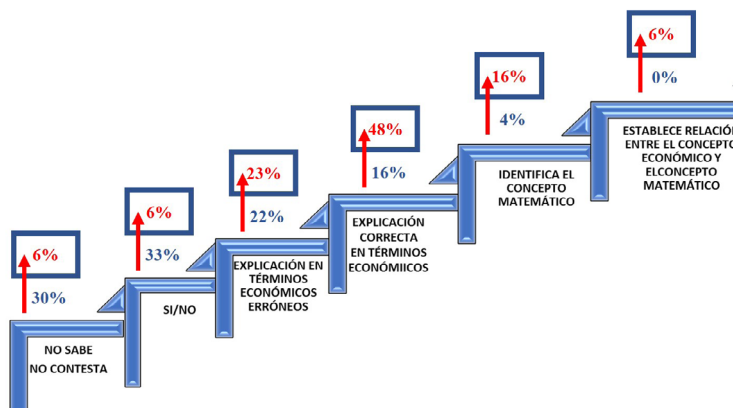 6%
30%
NO SABE
NO CONTESTA
6%
33%
SI/NO
23%
22%
EXPLICACIÓN EN
TÉRMINOS
ECONÓMICOS
ERRÓNEOS
48%
16%
EXPLICACIÓN
CORRECTA
EN TÉRMINOS
ECONÓMIICOS
16%
4%
IDENTIFICA EL
CONCEPTO
MATEMÁTICO
6%
0%
ESTABLECE RELACIÓN
ENTRE EL CONCEPTO
ECONÓMICO Y
ELCONCEPTO
MATEMÁTICO